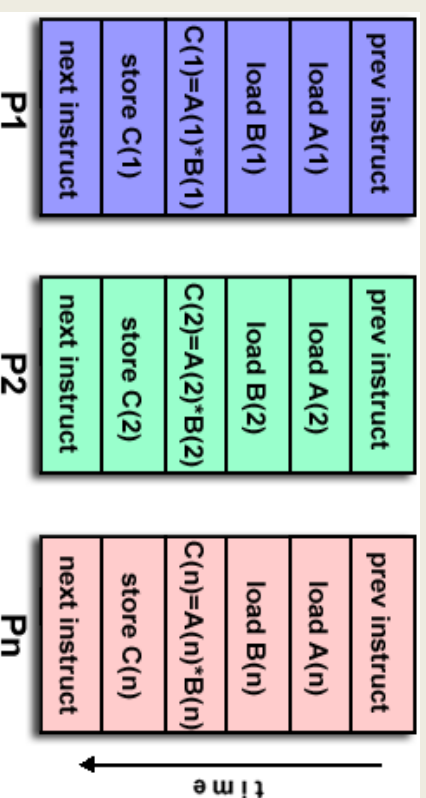 prev instruct
load A(1)
load B(1)
C(1)=A(1)*B(1)
store C(1)
next instruct
P1
prev instruct
load A(2)
load B(2)
C(2)=A(2)*B(2)
store C(2)
next instruct
P2
prev instruct
load A(n)
load B(n)
C(n)=A(n)*B(n)
store C(n)
next instruct
Pn
time